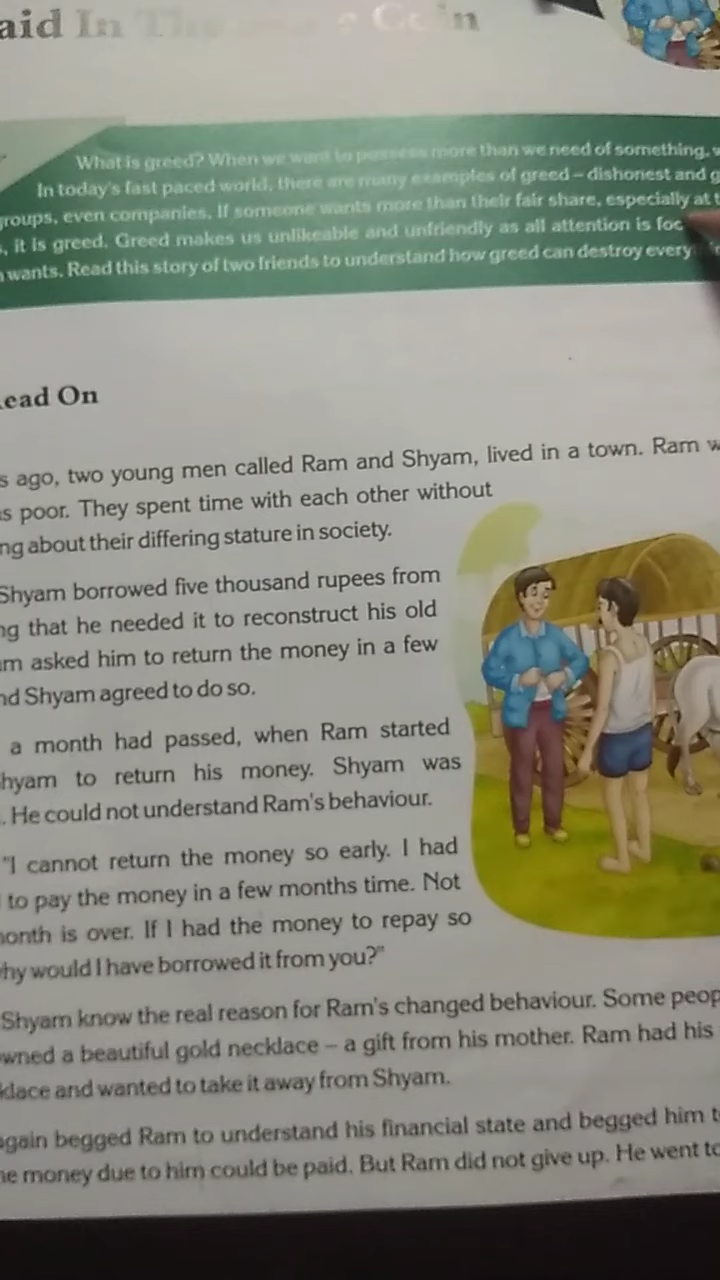 aid In The Coin
What is greed? When we want to possess more than we need of something,
In today's fast paced world, there are many examples of greed – dishonest and g
groups, even companies. If someone wants more than their fair share, especially at t
, it is greed. Greed makes us unlikeable and unfriendly as all attention is foc
wants. Read this story of two friends to understand how greed can destroy every
ead On
s ago, two young men called Ram and Shyam, lived in a town. Ram w
as poor. They spent time with each other without
ng about their differing stature in society.
Shyam borrowed five thousand rupees from
ng that he needed it to reconstruct his old
m asked him to return the money in a few
nd Shyam agreed to do so.
a month had passed, when Ram started
hyam to return his money. Shyam was
. He could not understand Ram's behaviour.
"I cannot return the money so early. I had
to pay the money in a few months time. Not
month is over. If I had the money to repay so
hy would I have borrowed it from you?"
Shyam know the real reason for Ram's changed behaviour. Some peop
owned a beautiful gold necklace – a gift from his mother. Ram had his
klace and wanted to take it away from Shyam.
gain begged Ram to understand his financial state and begged him t
he money due to him could be paid. But Ram did not give up. He went to